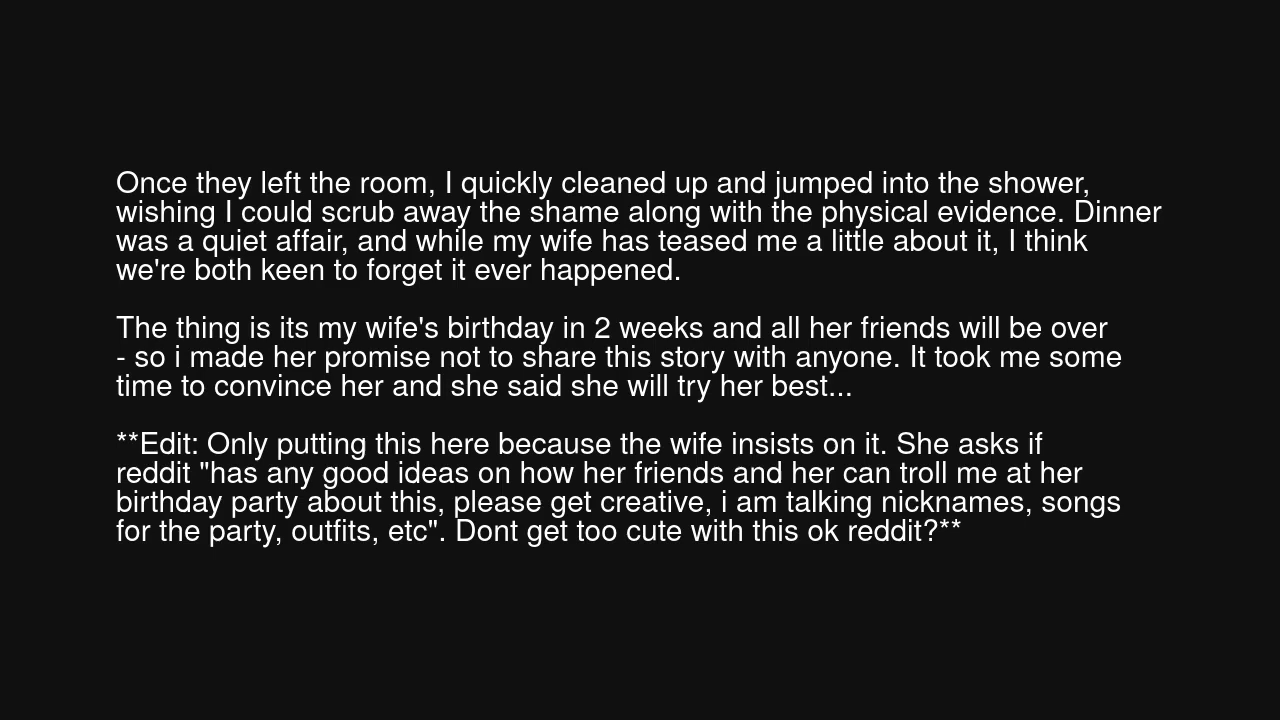 Once they left the room, I quickly cleaned up and jumped into the shower,
wishing I could scrub away the shame along with the physical evidence. Dinner
was a quiet affair, and while my wife has teased me a little about it, I think
we're both keen to forget it ever happened.
The thing is its my wife's birthday in 2 weeks and all her friends will be over
- so i made her promise not to share this story with anyone. It took me some
time to convince her and she said she will try her best...
**Edit: Only putting this here because the wife insists on it. She asks if
reddit "has any good ideas on how her friends and her can troll me at her
birthday party about this, please get creative, i am talking nicknames, songs
for the party, outfits, etc". Dont get too cute with this ok reddit?**